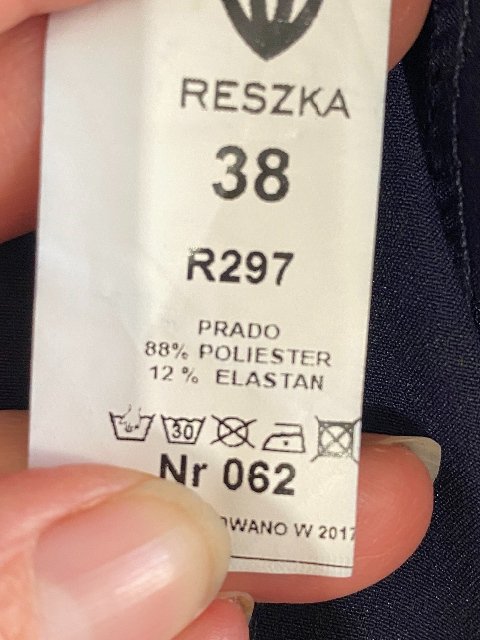 RESZKA
38
R297
PRADO
88% POLIESTER
12 % ELASTAN
30
Nr 062
W 2017